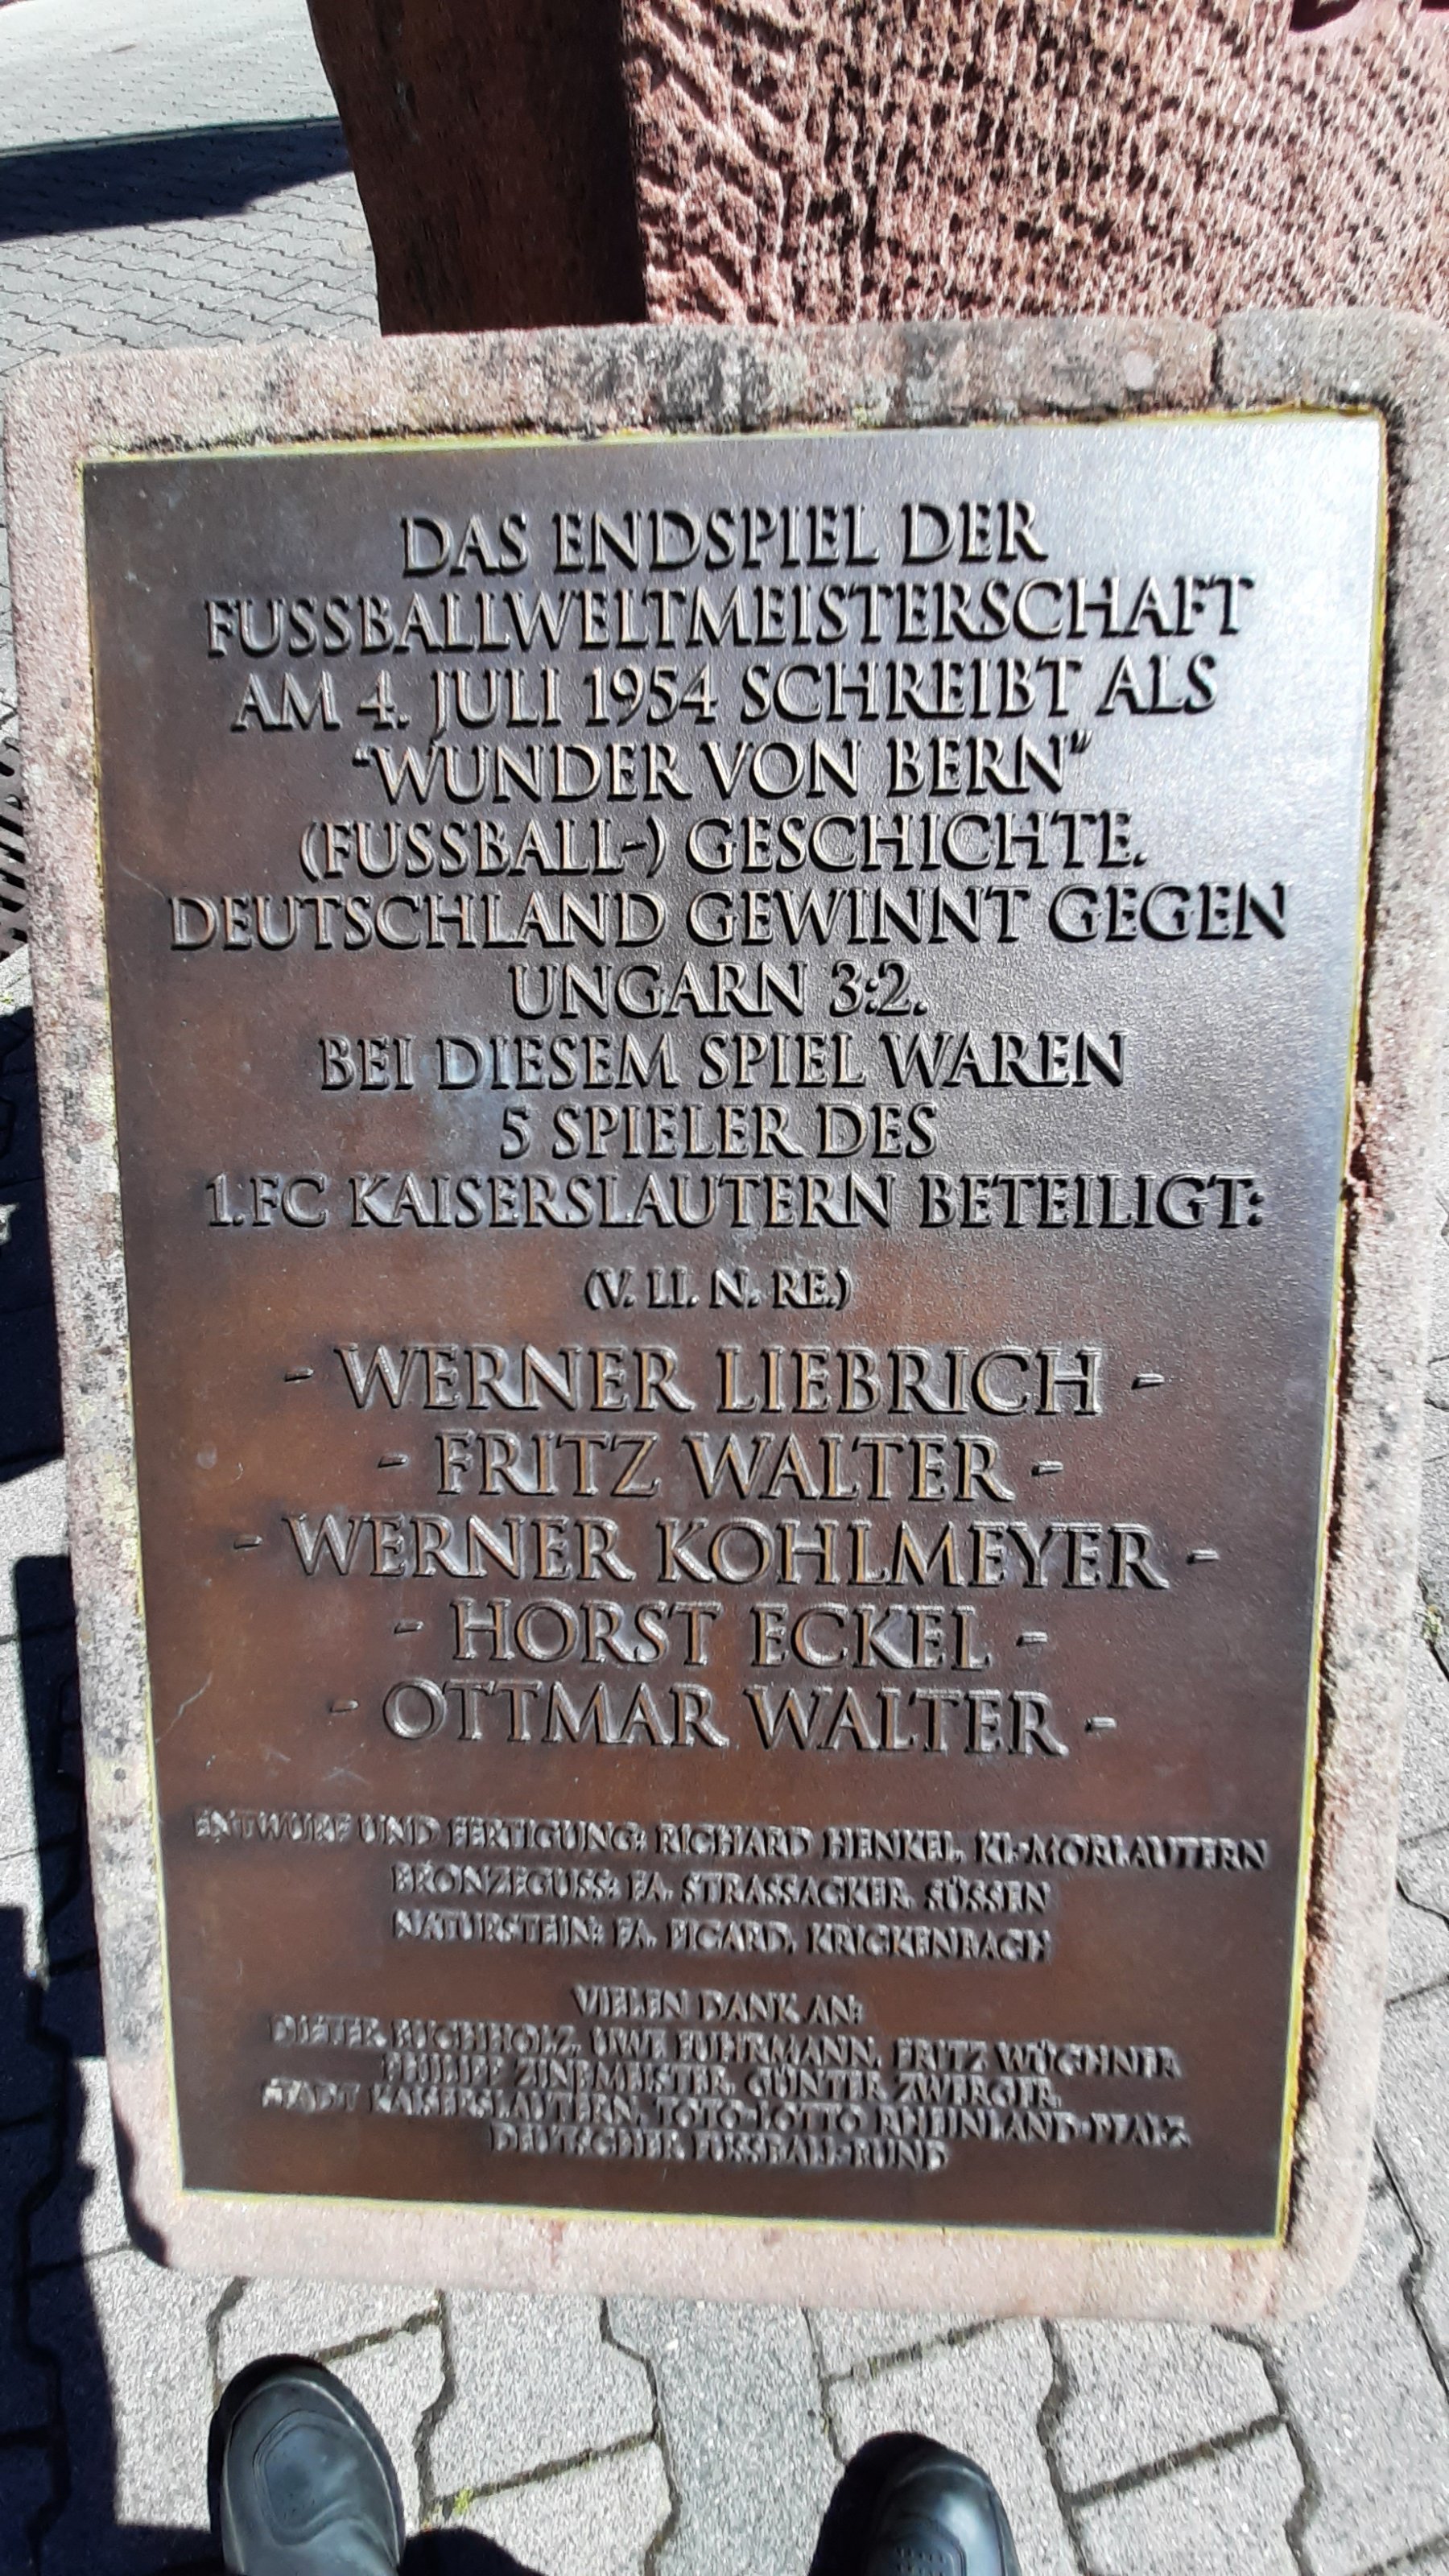 DAS ENDSPIEL DER
FUSSBALLWELTMEISTERSCHAFT
AM 4. JULI 1954 SCHREIBT ALS
“WUNDER VON BERN”
(FUSSBALL-) GESCHICHTE.
DEUTSCHLAND GEWINNT GEGEN
UNGARN 3:2.
BEI DIESEM SPIEL WAREN
5 SPIELER DES
1.FC KAISERSLAUTERN BETEILIGT:
(V. LI. N. RE.)
- WERNER LIEBRICH -
- FRITZ WALTER -
- WERNER KOHLMEYER -
- HORST ECKEL -
- OTTMAR WALTER -
ENTWURF UND FERTIGUNG: RICHARD HENKEL, KL-MORLAUTERN
BRONZEGUSS: FA. STRASSACKER, SÜSSEN
NATURSTEIN: FA. PICARD, KRICKENBACH
VIELEN DANK AN:
DIETER BUCHHOLZ, UWE FUHRMANN, FRITZ WÜCHNER
PHILIPP GÜNTER ZWERGER,
STADT KAISERSLAUTERN, TOTO-LOTTO RHEINLAND-PFALZ
DEUTSCHER FUSSBALL-BUND